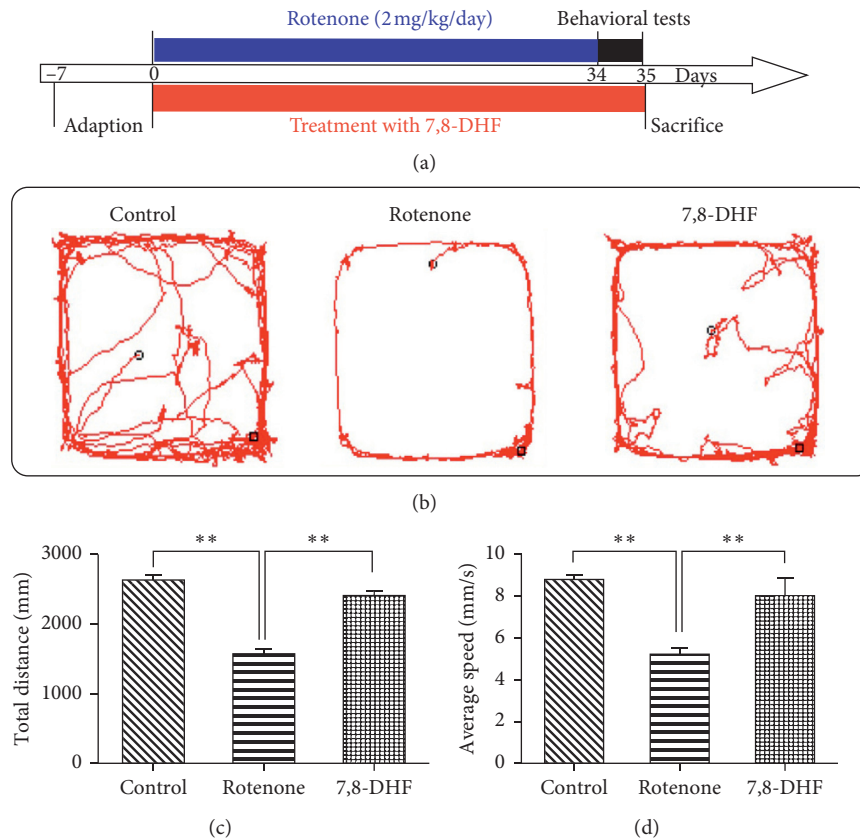 Rotenone (2 mg/kg/day)
Behavioral tests
–7
0
34
35
Days
Adaption
Treatment with 7,8-DHF
Sacrifice
(a)
Control
Rotenone
7,8-DHF
(b)
Total distance (mm)
3000
2000
1000
0
**
**
Control
Rotenone
7,8-DHF
(c)
Average speed (mm/s)
10
8
6
4
2
0
**
**
Control
Rotenone
7,8-DHF
(d)